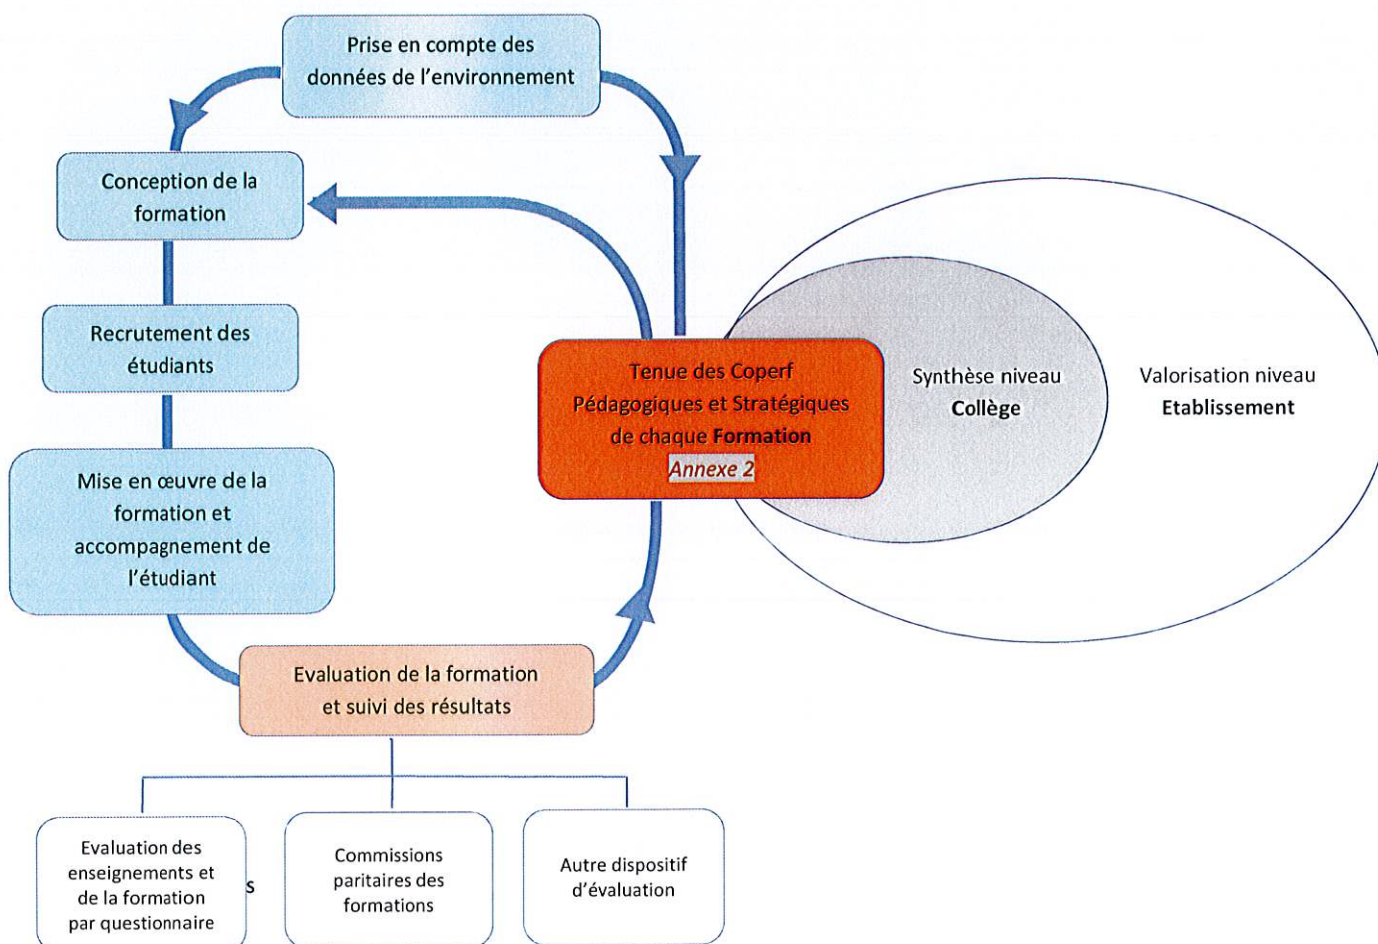 Prise en compte des
données de l'environnement
Conception de la
formation
Recrutement des
étudiants
Mise en œuvre de la
formation et
accompagnement de
l'étudiant
Tenue des Coperf
Pédagogiques et Stratégiques
de chaque Formation
Annexe 2
Synthèse niveau
Collège
Valorisation niveau
Etablissement
Evaluation de la formation
et suivi des résultats
Evaluation des
enseignements et
de la formation
par questionnaire
s
Commissions
paritaires des
formations
Autre dispositif
d'évaluation